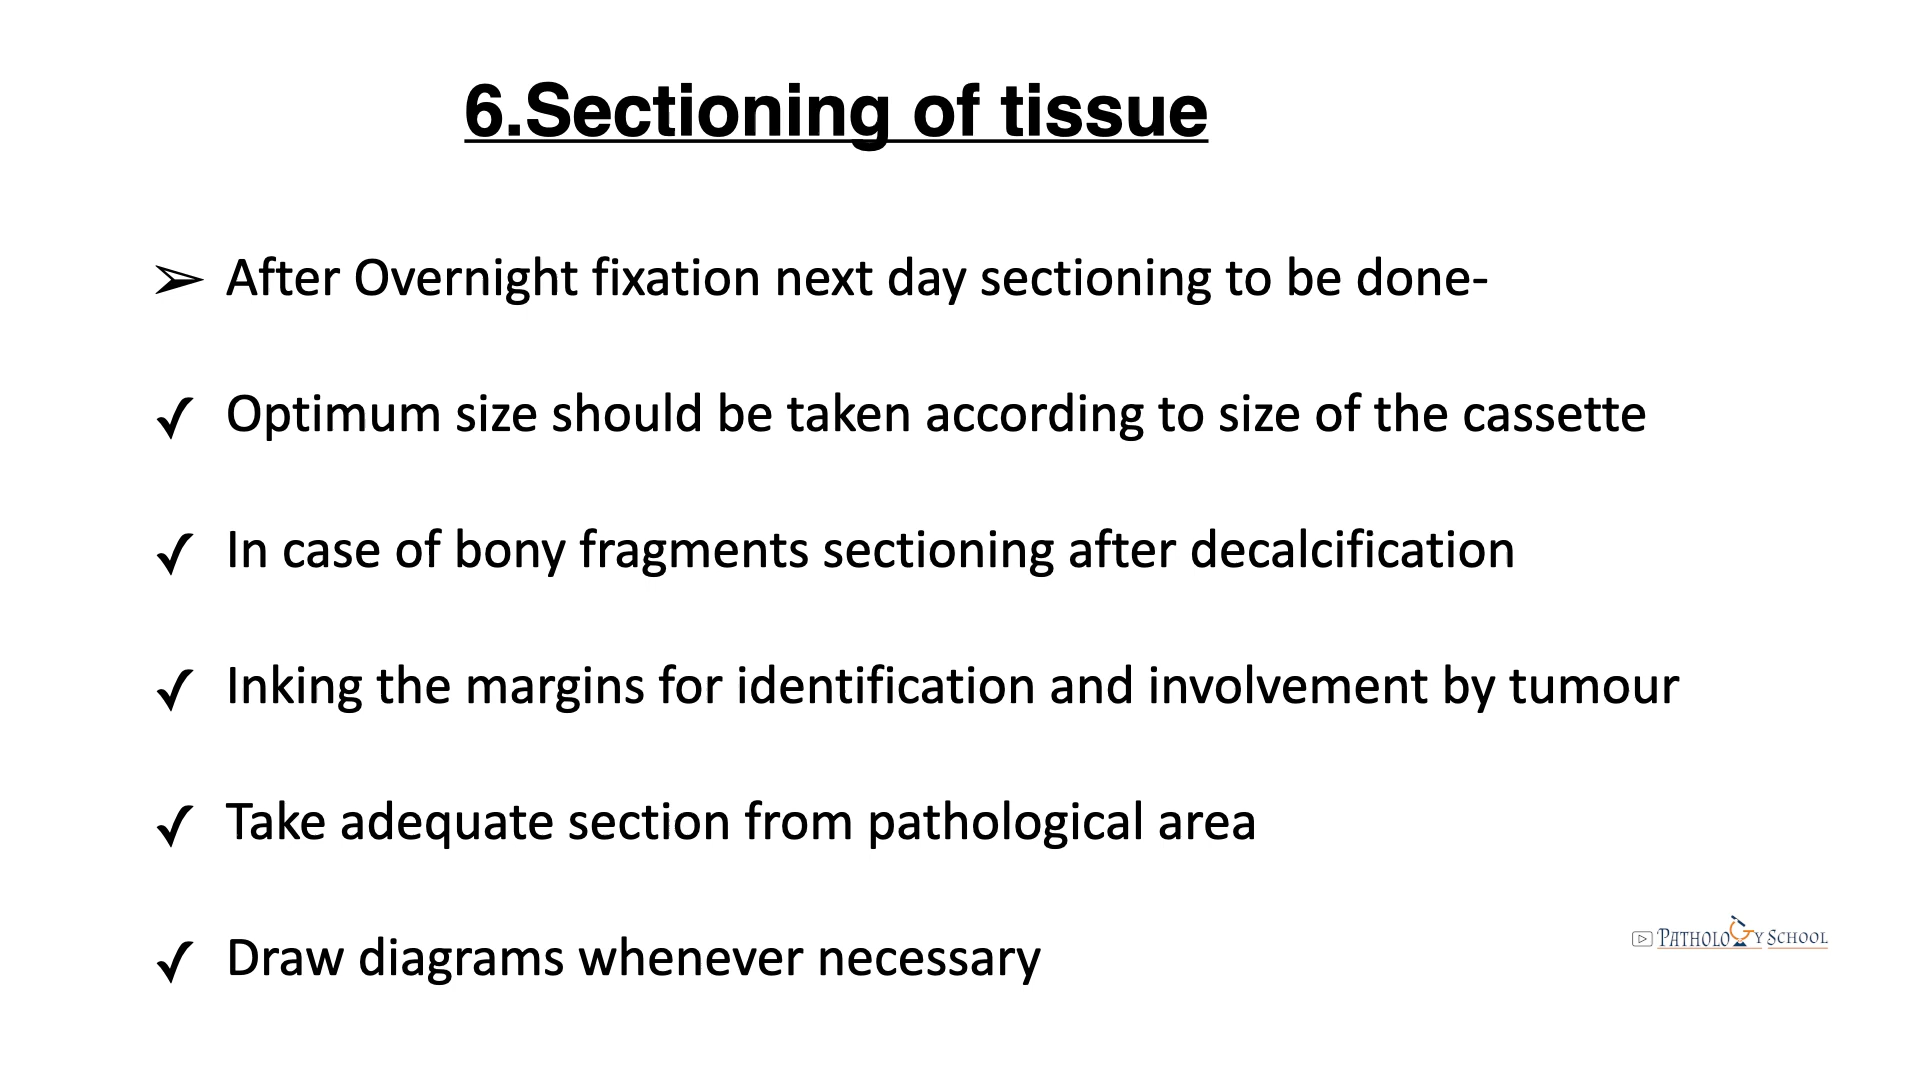 6.Sectioning of tissue
➢ After Overnight fixation next day sectioning to be done-
✓ Optimum size should be taken according to size of the cassette
✓ In case of bony fragments sectioning after decalcification
✓ Inking the margins for identification and involvement by tumour
✓ Take adequate section from pathological area
✓ Draw diagrams whenever necessary
PATHOLOGY SCHOOL